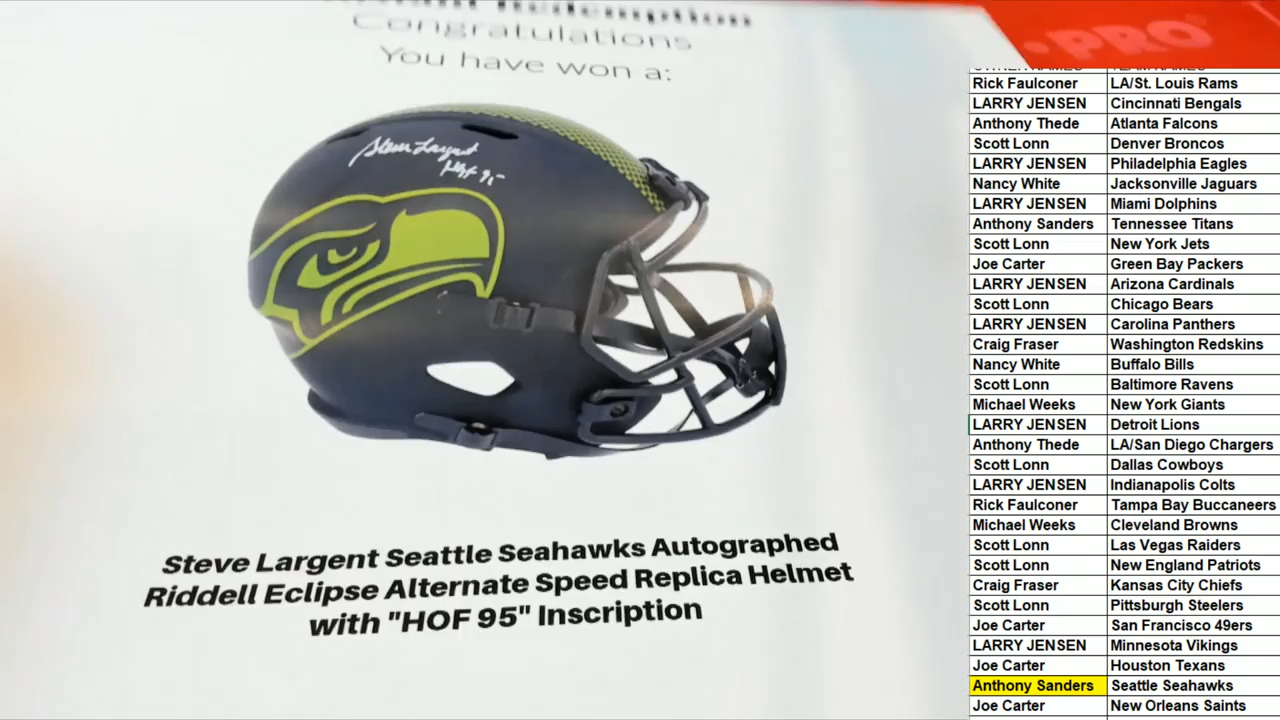 Redemption
Congratulations
You have won a:
Steve Largent
HOF 95
Steve Largent Seattle Seahawks Autographed
Riddell Eclipse Alternate Speed Replica Helmet
with "HOF 95" Inscription
PRO
Rick Faulconer LA/St. Louis Rams
LARRY JENSEN Cincinnati Bengals
Anthony Thede Atlanta Falcons
Scott Lonn Denver Broncos
LARRY JENSEN Philadelphia Eagles
Nancy White Jacksonville Jaguars
LARRY JENSEN Miami Dolphins
Anthony Sanders Tennessee Titans
Scott Lonn New York Jets
Joe Carter Green Bay Packers
LARRY JENSEN Arizona Cardinals
Scott Lonn Chicago Bears
LARRY JENSEN Carolina Panthers
Craig Fraser Washington Redskins
Nancy White Buffalo Bills
Scott Lonn Baltimore Ravens
Michael Weeks New York Giants
LARRY JENSEN Detroit Lions
Anthony Thede LA/San Diego Chargers
Scott Lonn Dallas Cowboys
LARRY JENSEN Indianapolis Colts
Rick Faulconer Tampa Bay Buccaneers
Michael Weeks Cleveland Browns
Scott Lonn Las Vegas Raiders
Scott Lonn New England Patriots
Craig Fraser Kansas City Chiefs
Scott Lonn Pittsburgh Steelers
Joe Carter San Francisco 49ers
LARRY JENSEN Minnesota Vikings
Joe Carter Houston Texans
Anthony Sanders Seattle Seahawks
Joe Carter New Orleans Saints